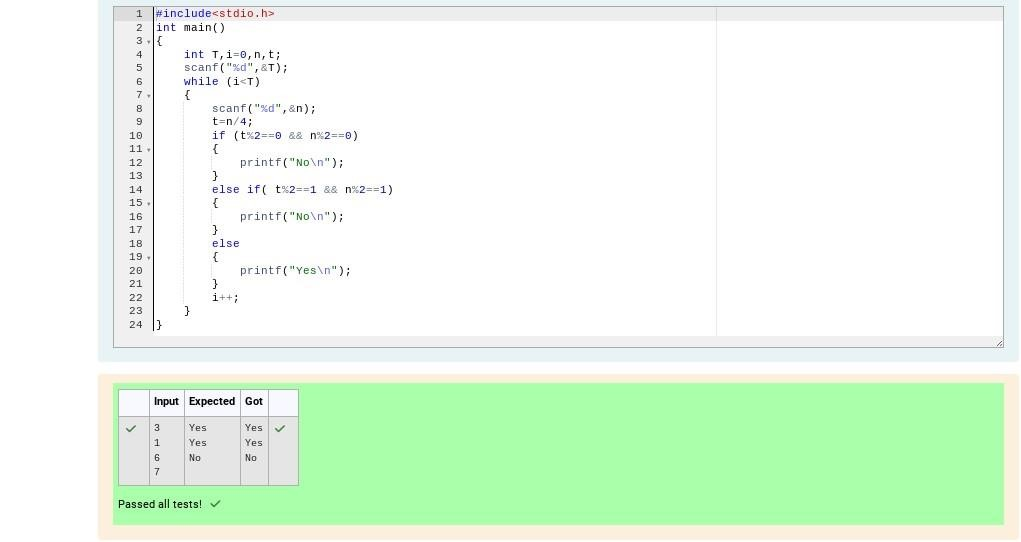 1 #include<stdio.h>
2 int main()
3 {
4 int T,i=0,n,t;
5 scanf("%d",&T);
6 while (i<T)
7 {
8 scanf("%d",&n);
9 t=n/4;
10 if (t%2==0 && n%2==0)
11 {
12 printf("No\n");
13 }
14 else if( t%2==1 && n%2==1)
15 {
16 printf("No\n");
17 }
18 else
19 {
20 printf("Yes\n");
21 }
22 i++;
23 }
24 }
Input Expected Got
3 Yes Yes
1 Yes Yes
6 No No
7
Passed all tests!